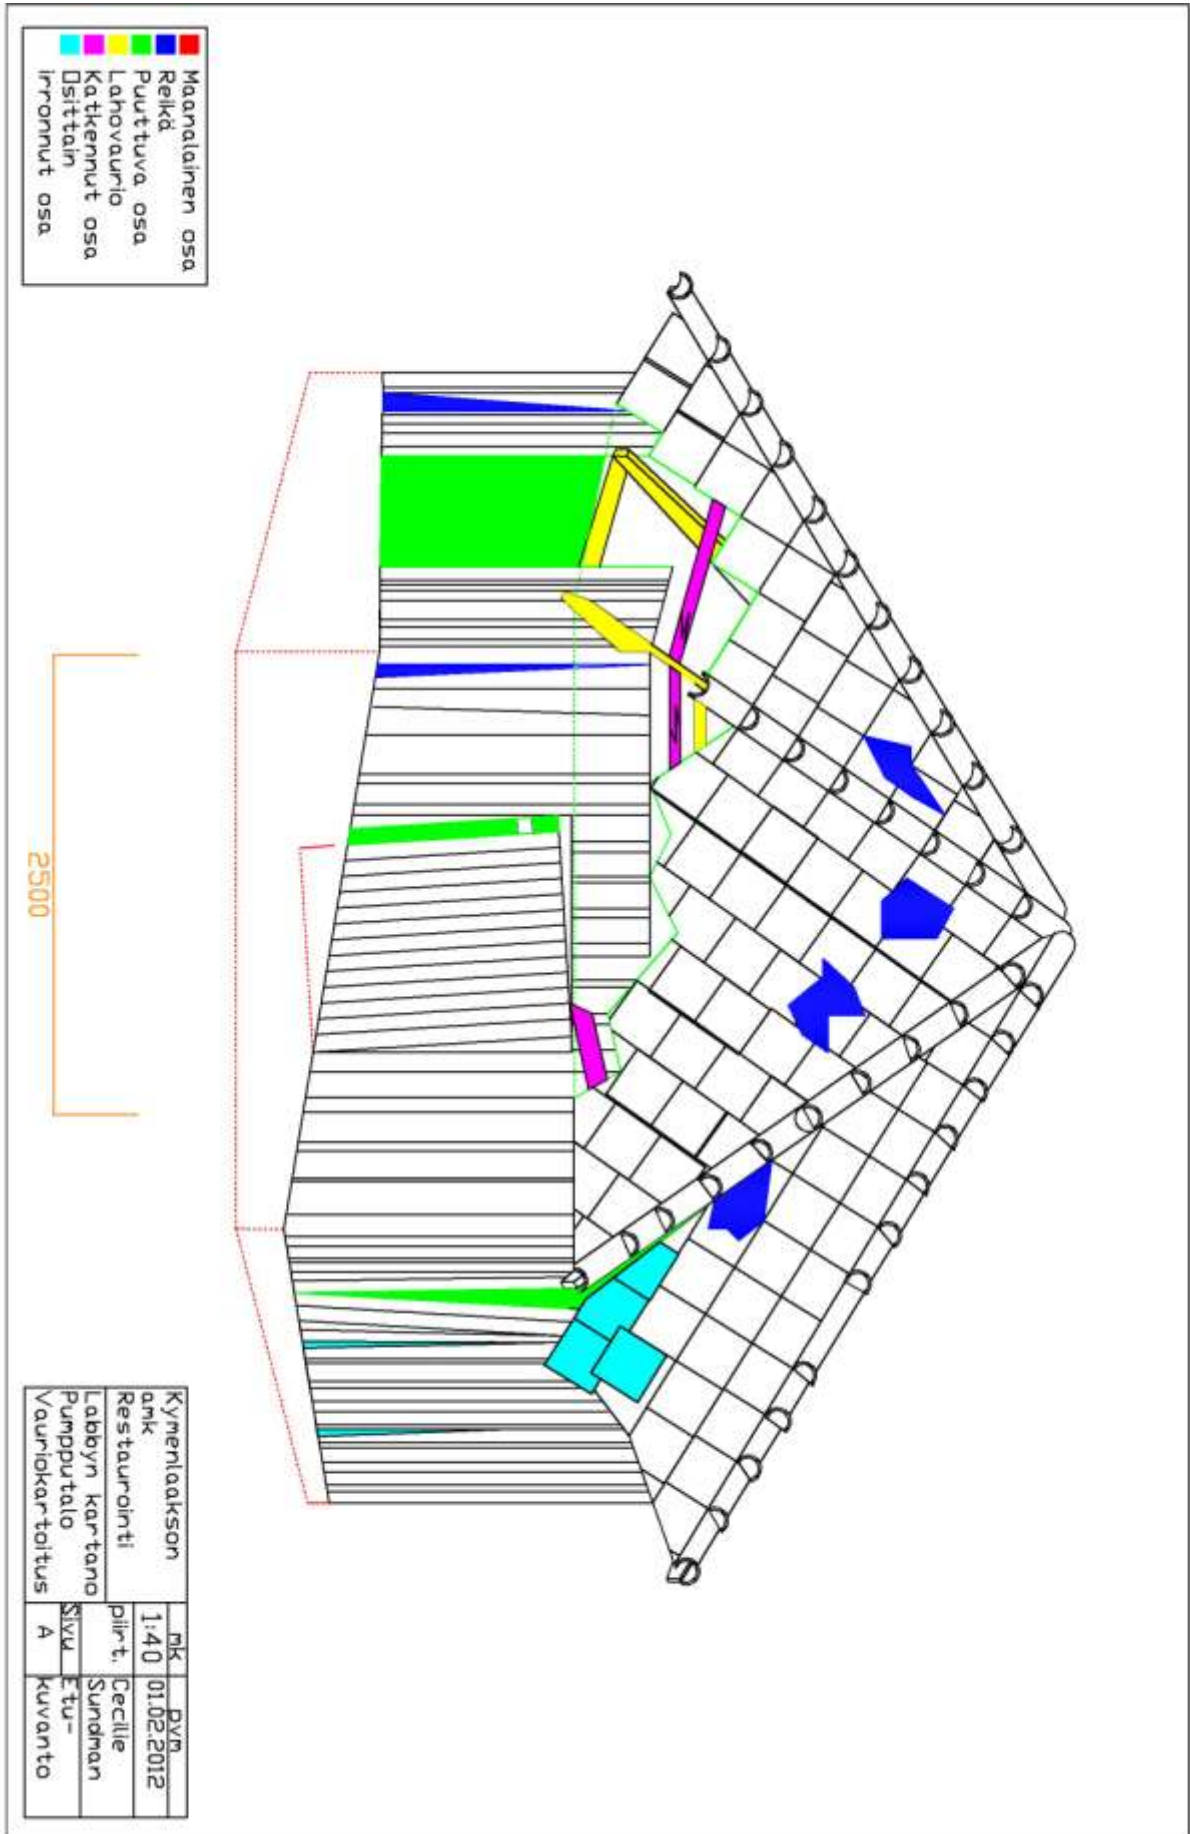 Maanalainen osa
Reikä
Puuttuva osa
Lahovaurio
Katkennut osa
Osittain
irronnut osa
2500
Kymenlaakson
amk
Restaurointi
Labbyn kartano
Pumpputalo
Vauriokartoitus
mk
1:40
pvm
01.02.2012
piirt.
Cecilie
Sundman
Sivu
A
Etu-
kuvanto